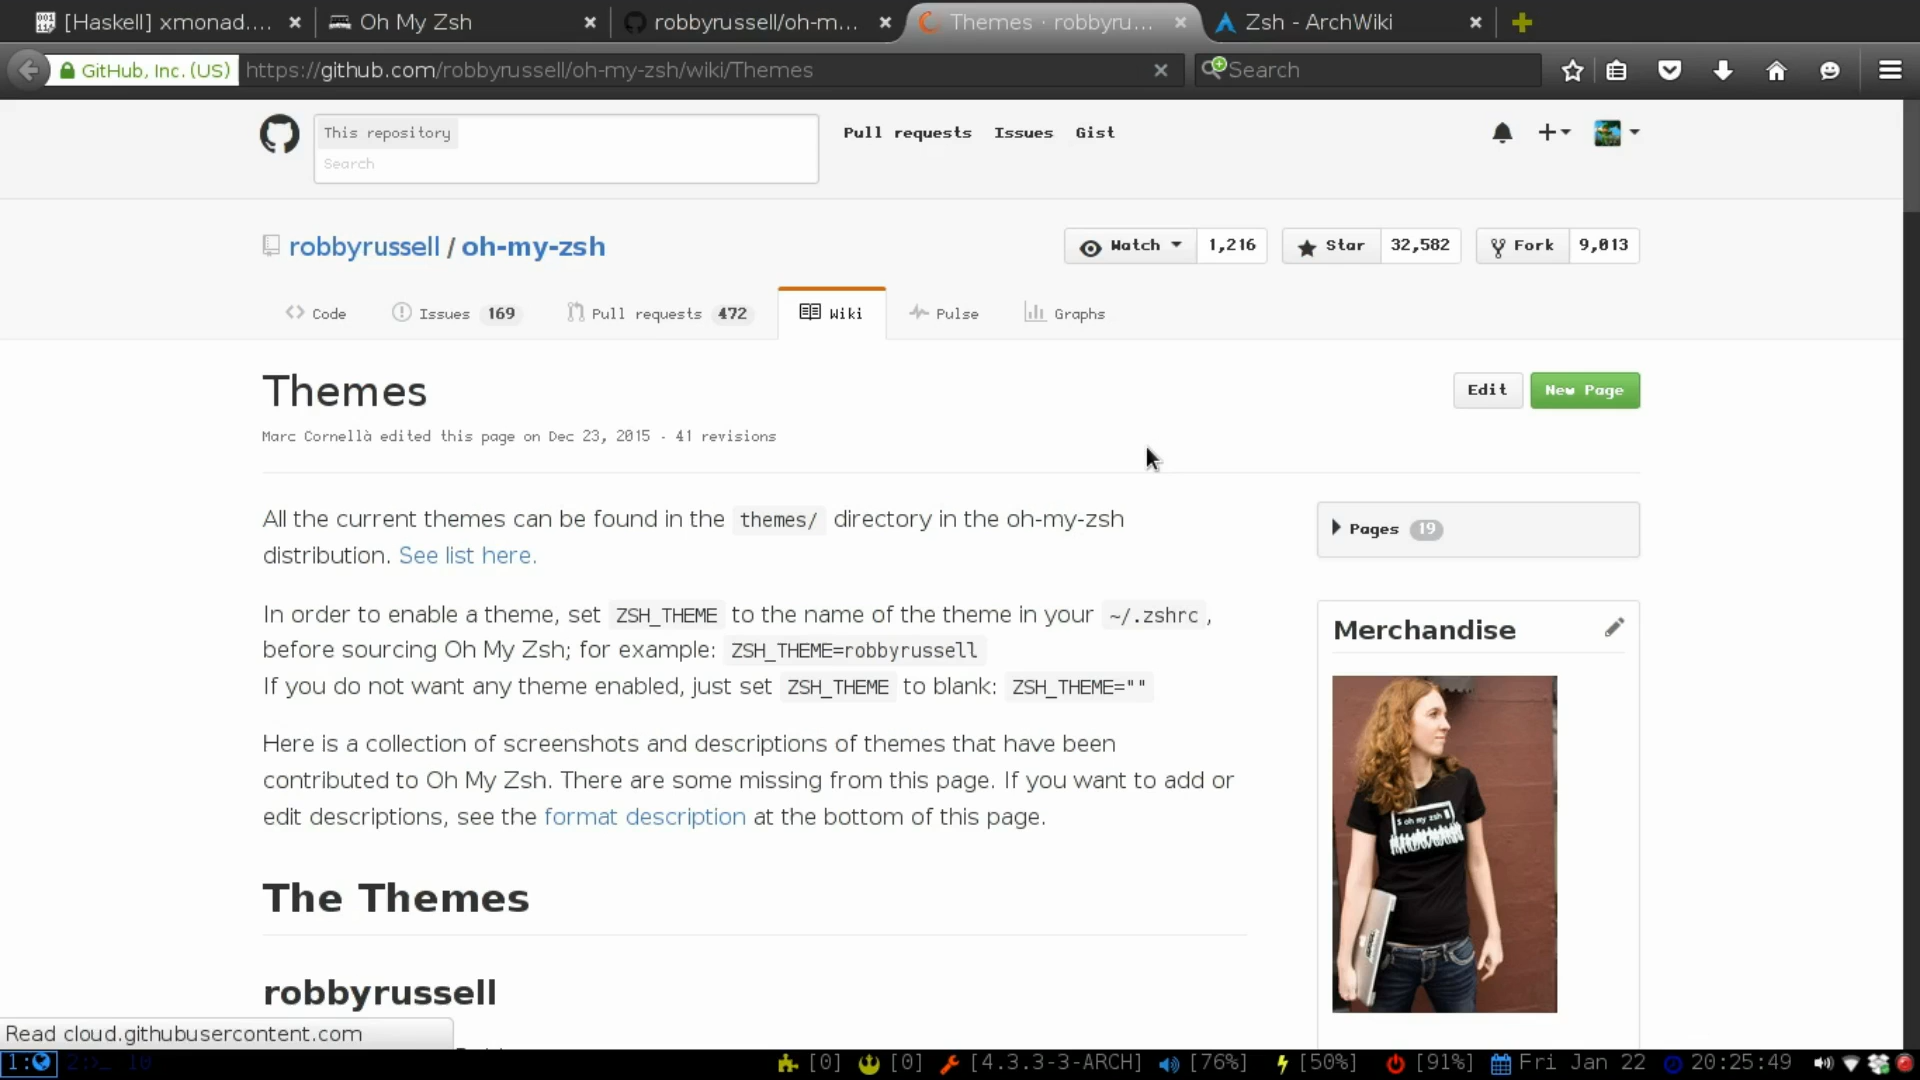 [Haskell] xmonad.... Oh My Zsh robbyrussell/oh-m... Themes · robbyru... Zsh - ArchWiki
GitHub, Inc. (US) https://github.com/robbyrussell/oh-my-zsh/wiki/Themes Search
This repository Pull requests Issues Gist
Search
robbyrussell / oh-my-zsh Watch 1,216 Star 32,582 Fork 9,013
Code Issues 169 Pull requests 472 Wiki Pulse Graphs
Themes Edit New Page
Marc Cornellà edited this page on Dec 23, 2015 · 41 revisions
All the current themes can be found in the themes/ directory in the oh-my-zsh
distribution. See list here.
Pages 19
In order to enable a theme, set ZSH_THEME to the name of the theme in your ~/.zshrc ,
before sourcing Oh My Zsh; for example: ZSH_THEME=robbyrussell
If you do not want any theme enabled, just set ZSH_THEME to blank: ZSH_THEME=""
Merchandise
$ oh my zsh
Here is a collection of screenshots and descriptions of themes that have been
contributed to Oh My Zsh. There are some missing from this page. If you want to add or
edit descriptions, see the format description at the bottom of this page.
The Themes
robbyrussell
Read cloud.githubusercontent.com
1: 2:>_ 10 [0] [0] [4.3.3-3-ARCH] [76%] [50%] [91%] Fri Jan 22 20:25:49